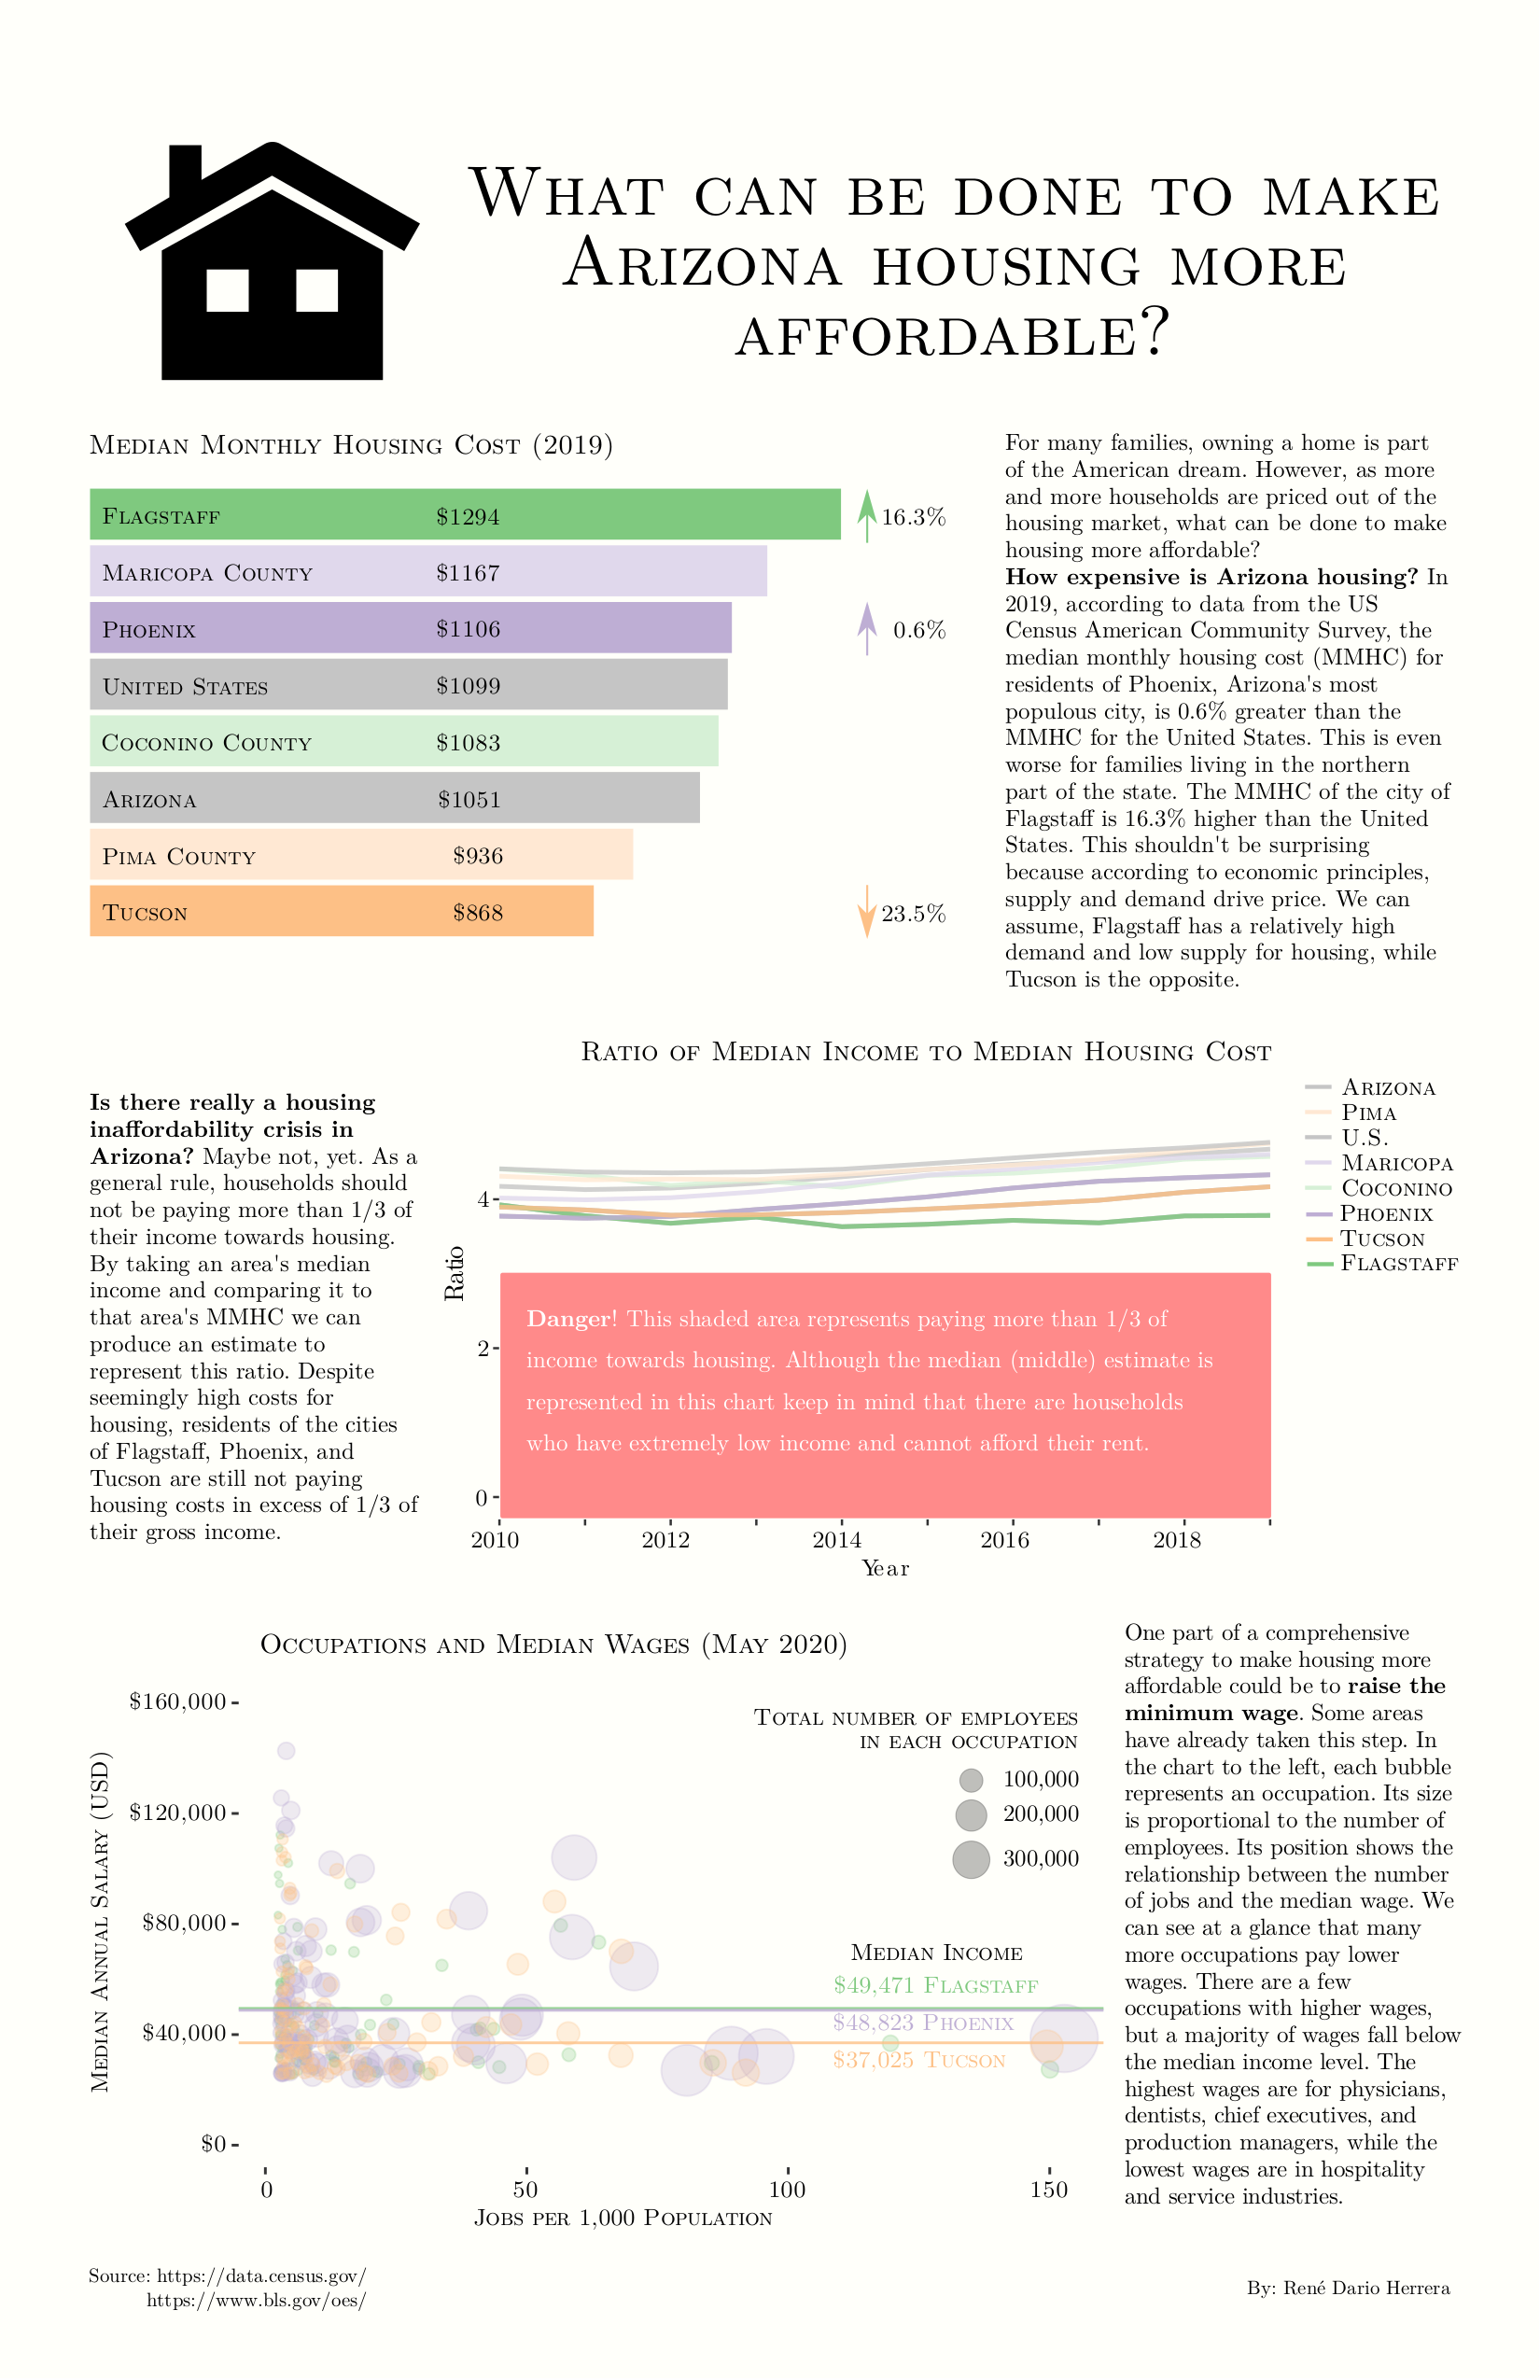 What can be done to make
Arizona housing more
affordable?
Median Monthly Housing Cost (2019)
Flagstaff $1294 16.3%
Maricopa County $1167
Phoenix $1106 0.6%
United States $1099
Coconino County $1083
Arizona $1051
Pima County $936
Tucson $868 23.5%
For many families, owning a home is part
of the American dream. However, as more
and more households are priced out of the
housing market, what can be done to make
housing more affordable?
How expensive is Arizona housing? In
2019, according to data from the US
Census American Community Survey, the
median monthly housing cost (MMHC) for
residents of Phoenix, Arizona's most
populous city, is 0.6% greater than the
MMHC for the United States. This is even
worse for families living in the northern
part of the state. The MMHC of the city of
Flagstaff is 16.3% higher than the United
States. This shouldn't be surprising
because according to economic principles,
supply and demand drive price. We can
assume, Flagstaff has a relatively high
demand and low supply for housing, while
Tucson is the opposite.
Is there really a housing
inaffordability crisis in
Arizona? Maybe not, yet. As a
general rule, households should
not be paying more than 1/3 of
their income towards housing.
By taking an area's median
income and comparing it to
that area's MMHC we can
produce an estimate to
represent this ratio. Despite
seemingly high costs for
housing, residents of the cities
of Flagstaff, Phoenix, and
Tucson are still not paying
housing costs in excess of 1/3 of
their gross income.
Ratio of Median Income to Median Housing Cost
Arizona
Pima
U.S.
Maricopa
Coconino
Phoenix
Tucson
Flagstaff
Ratio
4
2
0
Danger! This shaded area represents paying more than 1/3 of
income towards housing. Although the median (middle) estimate is
represented in this chart keep in mind that there are households
who have extremely low income and cannot afford their rent.
2010 2012 2014 2016 2018
Year
Occupations and Median Wages (May 2020)
Median Annual Salary (USD)
$160,000
$120,000
$80,000
$40,000
$0
Total number of employees
in each occupation
100,000
200,000
300,000
Median Income
$49,471 Flagstaff
$48,823 Phoenix
$37,025 Tucson
0 50 100 150
Jobs per 1,000 Population
One part of a comprehensive
strategy to make housing more
affordable could be to raise the
minimum wage. Some areas
have already taken this step. In
the chart to the left, each bubble
represents an occupation. Its size
is proportional to the number of
employees. Its position shows the
relationship between the number
of jobs and the median wage. We
can see at a glance that many
more occupations pay lower
wages. There are a few
occupations with higher wages,
but a majority of wages fall below
the median income level. The
highest wages are for physicians,
dentists, chief executives, and
production managers, while the
lowest wages are in hospitality
and service industries.
Source: https://data.census.gov/
https://www.bls.gov/oes/
By: René Dario Herrera